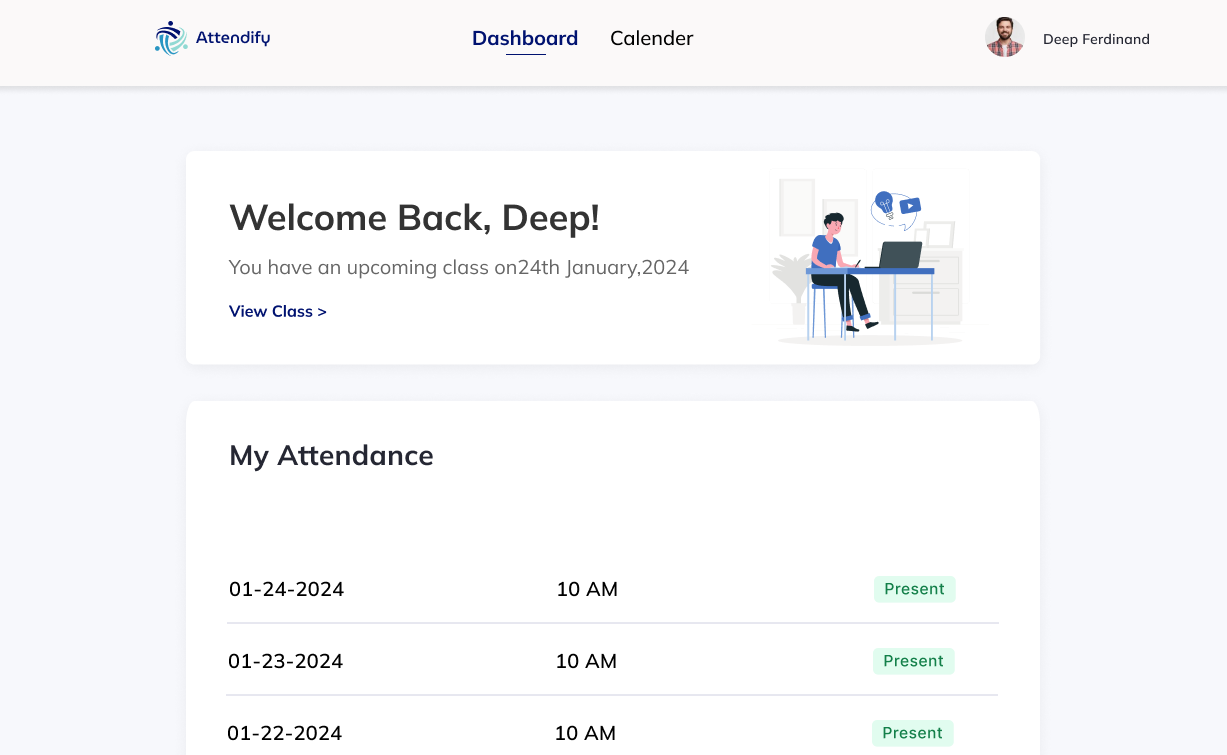 Attendify
Dashboard
Calender
Deep Ferdinand
Welcome Back, Deep!
You have an upcoming class on24th January,2024
View Class >
My Attendance
01-24-2024 10 AM Present
01-23-2024 10 AM Present
01-22-2024 10 AM Present